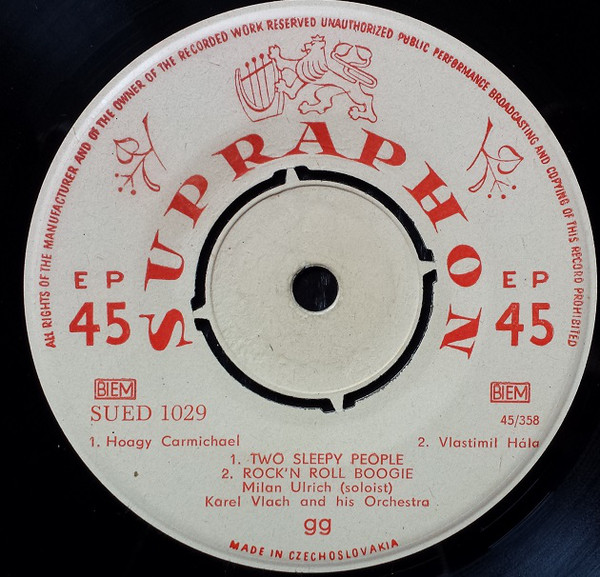 ALL RIGHTS OF THE MANUFACTURER AND OF THE OWNER OF THE RECORDED WORK RESERVED UNAUTHORIZED PUBLIC PERFORMANCE BROADCASTING AND COPYING OF THIS RECORD PROHIBITED
SUPRAPHON
EP EP
45 45
BIEM BIEM
SUED 1029 45/358
1. Hoagy Carmichael 2. Vlastimil Hála
1. TWO SLEEPY PEOPLE
2. ROCK'N ROLL BOOGIE
Milan Ulrich (soloist)
Karel Vlach and his Orchestra
gg
MADE IN CZECHOSLOVAKIA